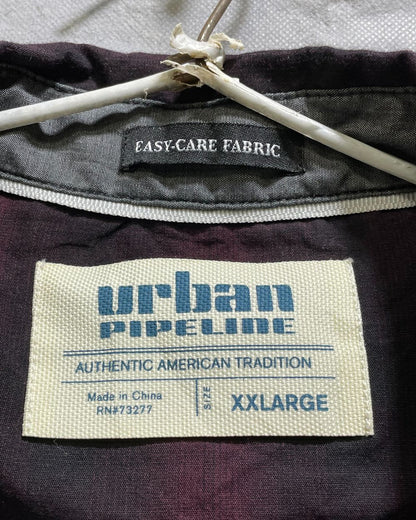 EASY-CARE FABRIC
urban
PIPELINE
AUTHENTIC AMERICAN TRADITION
Made in China
RN#73277
SIZE
XXLARGE